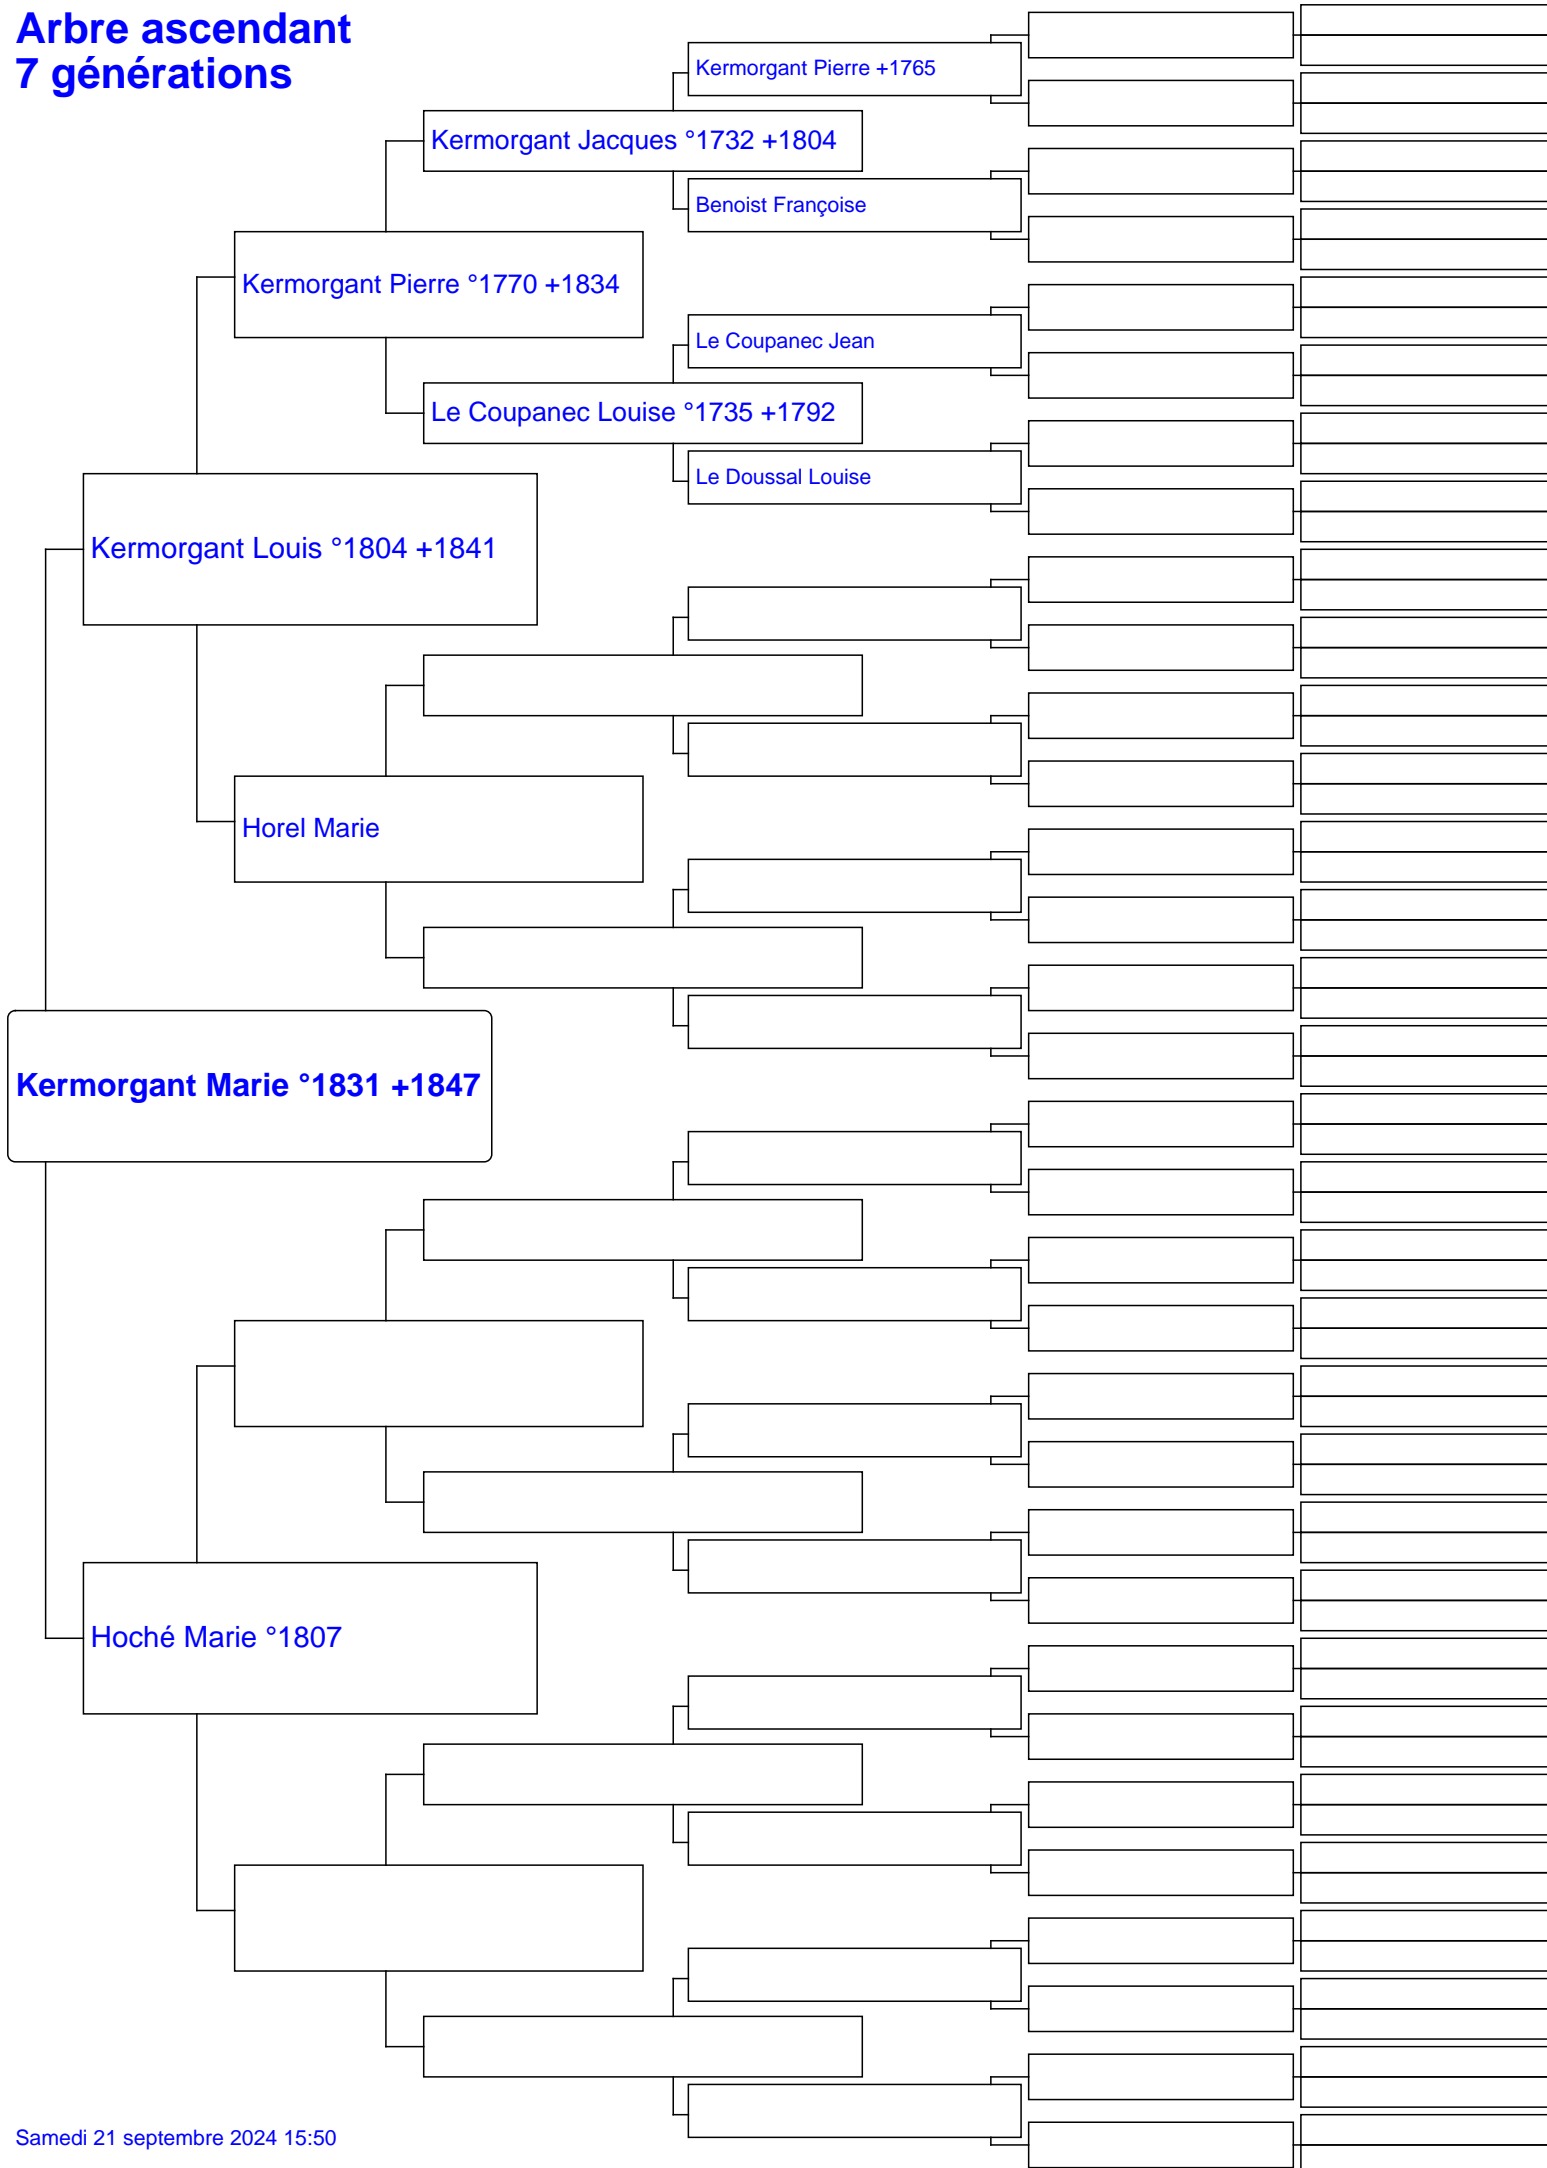 Arbre ascendant
7 générations
Kermorgant Pierre +1765
Kermorgant Jacques °1732 +1804
Benoist Françoise
Kermorgant Pierre °1770 +1834
Le Coupanec Jean
Le Coupanec Louise °1735 +1792
Le Doussal Louise
Kermorgant Louis °1804 +1841
Horel Marie
Kermorgant Marie °1831 +1847
Hoché Marie °1807
Samedi 21 septembre 2024 15:50